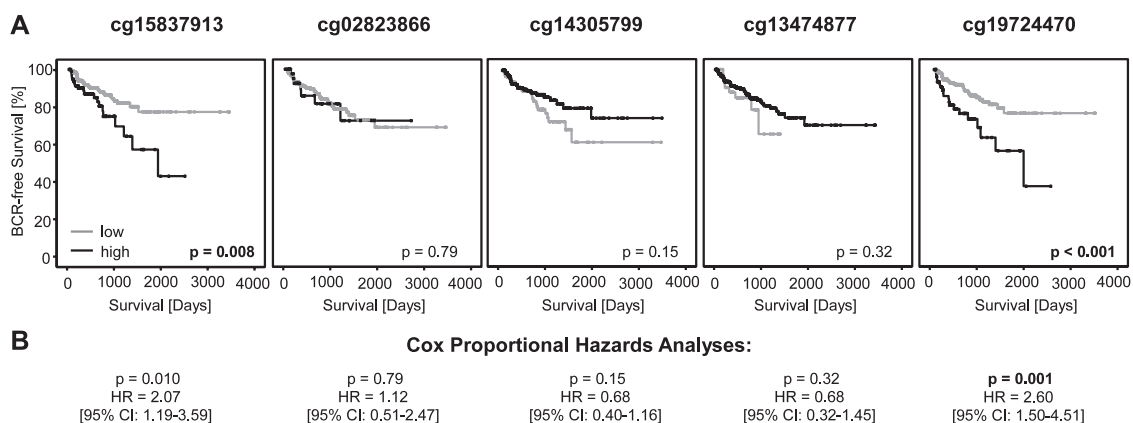 A
cg15837913 cg02823866 cg14305799 cg13474877 cg19724470
BCR-free Survival [%]
100
80
60
40
20
0
low
high
p = 0.008 p = 0.79 p = 0.15 p = 0.32 p < 0.001
0 1000 2000 3000 4000 0 1000 2000 3000 4000 0 1000 2000 3000 4000 0 1000 2000 3000 4000 0 1000 2000 3000 4000
Survival [Days] Survival [Days] Survival [Days] Survival [Days] Survival [Days]
B
Cox Proportional Hazards Analyses:
p = 0.010 p = 0.79 p = 0.15 p = 0.32 p = 0.001
HR = 2.07 HR = 1.12 HR = 0.68 HR = 0.68 HR = 2.60
[95% CI: 1.19-3.59] [95% CI: 0.51-2.47] [95% CI: 0.40-1.16] [95% CI: 0.32-1.45] [95% CI: 1.50-4.51]